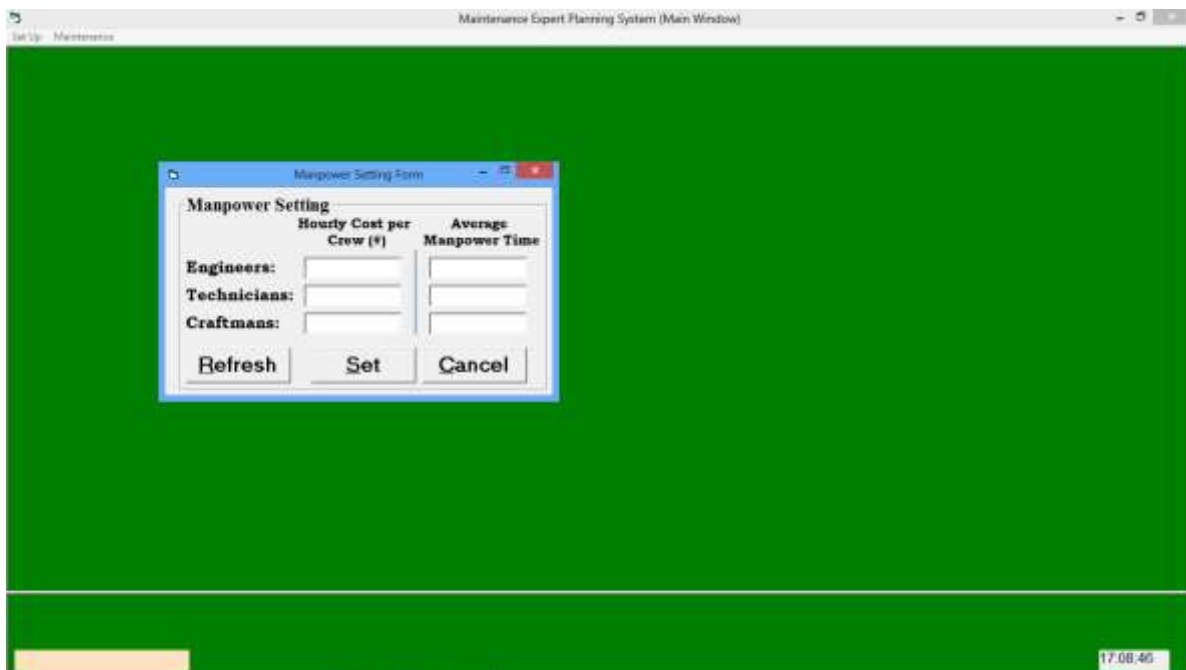 Maintenance Expert Planning System (Main Window)
Set Up Maintenance
Manpower Setting Form
Manpower Setting
Hourly Cost per Crew (#) Average Manpower Time
Engineers:
Technicians:
Craftmans:
Refresh Set Cancel
17:08:46